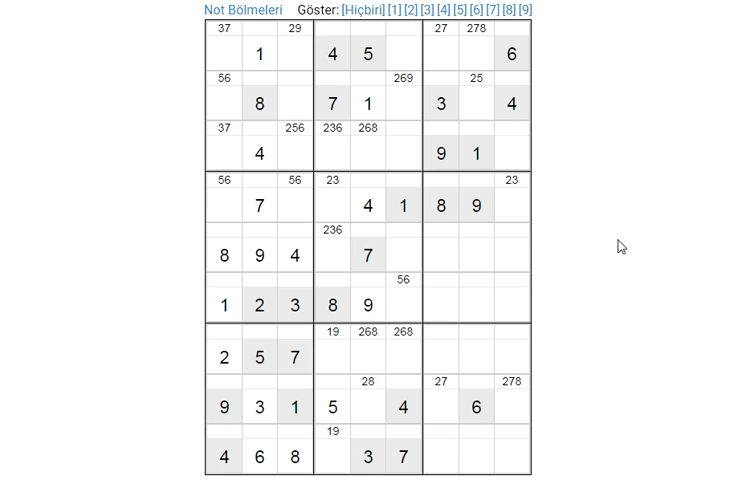 Not Bölmeleri Göster: [Hiçbiri] [1] [2] [3] [4] [5] [6] [7] [8] [9]
37 29 27 278
1 4 5 6
56 269 25
8 7 1 3 4
37 256 236 268
4 9 1
56 56 23 23
7 4 1 8 9
236
8 9 4 7
56
1 2 3 8 9
19 268 268
2 5 7
28 27 278
9 3 1 5 4 6
19
4 6 8 3 7